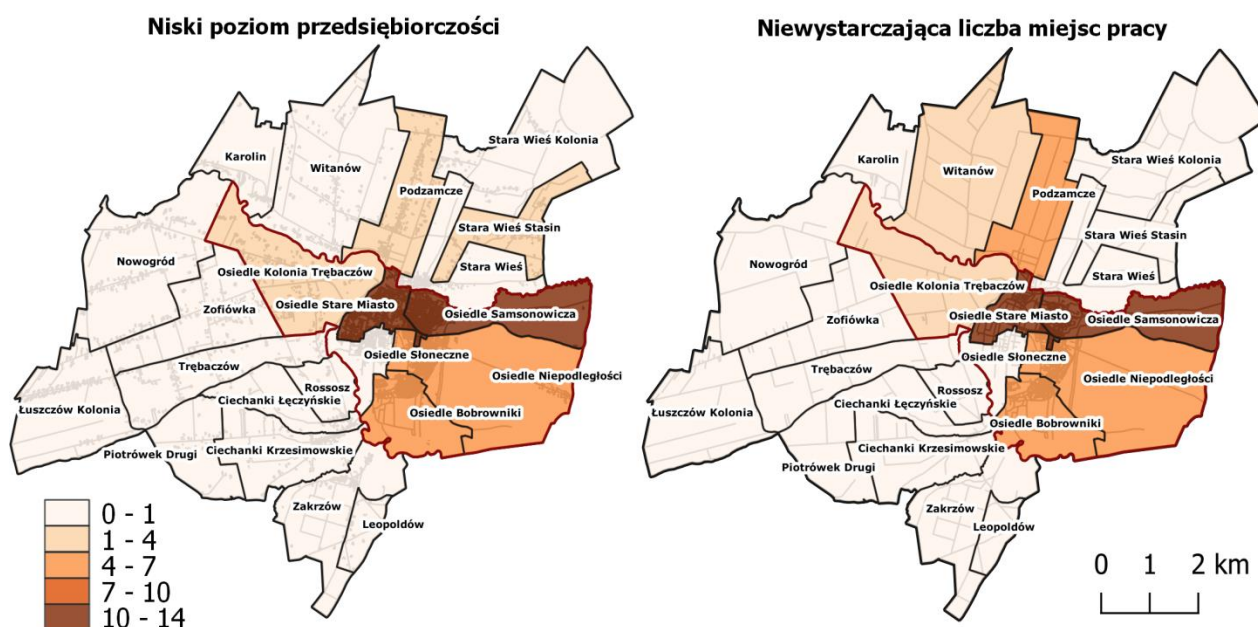 Niski poziom przedsiębiorczości
Karolin
Witanów
Podzamcze
Stara Wieś Kolonia
Stara Wieś Stasin
Stara Wieś
Nowogród
Osiedle Kolonia Trębaczów
Zofiówka
Osiedle Stare Miasto
Osiedle Samsonowicza
Osiedle Słoneczne
Trębaczów
Osiedle Niepodległości
Rossosz
Ciechanki Łęczyńskie
Łuszczów Kolonia
Osiedle Bobrowniki
Piotrówek Drugi
Ciechanki Krzesimowskie
Zakrzów
Leopoldów
0 - 1
1 - 4
4 - 7
7 - 10
10 - 14
Niewystarczająca liczba miejsc pracy
Karolin
Witanów
Podzamcze
Stara Wieś Kolonia
Stara Wieś Stasin
Stara Wieś
Nowogród
Osiedle Kolonia Trębaczów
Zofiówka
Osiedle Stare Miasto
Osiedle Samsonowicza
Osiedle Słoneczne
Trębaczów
Osiedle Niepodległości
Rossosz
Ciechanki Łęczyńskie
Łuszczów Kolonia
Osiedle Bobrowniki
Ciechanki Krzesimowskie
Piotrówek Drugi
Zakrzów
Leopoldów
0 1 2 km